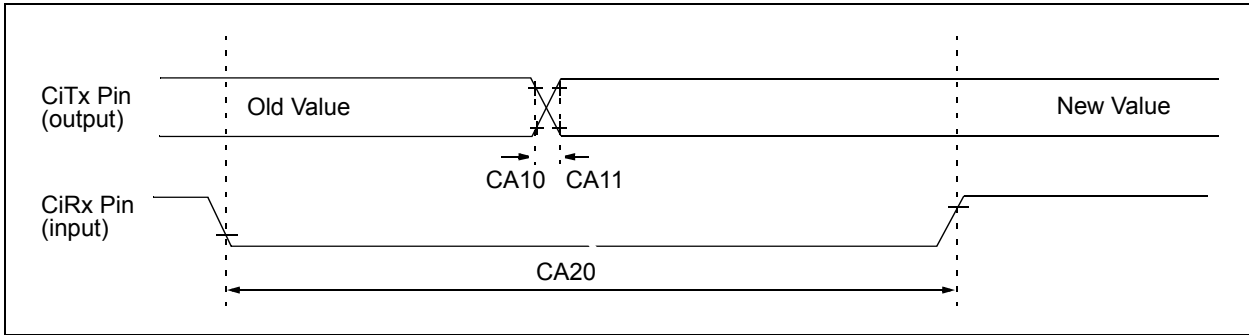 CiTx Pin
(output)
Old Value
New Value
CA10 CA11
CiRx Pin
(input)
CA20